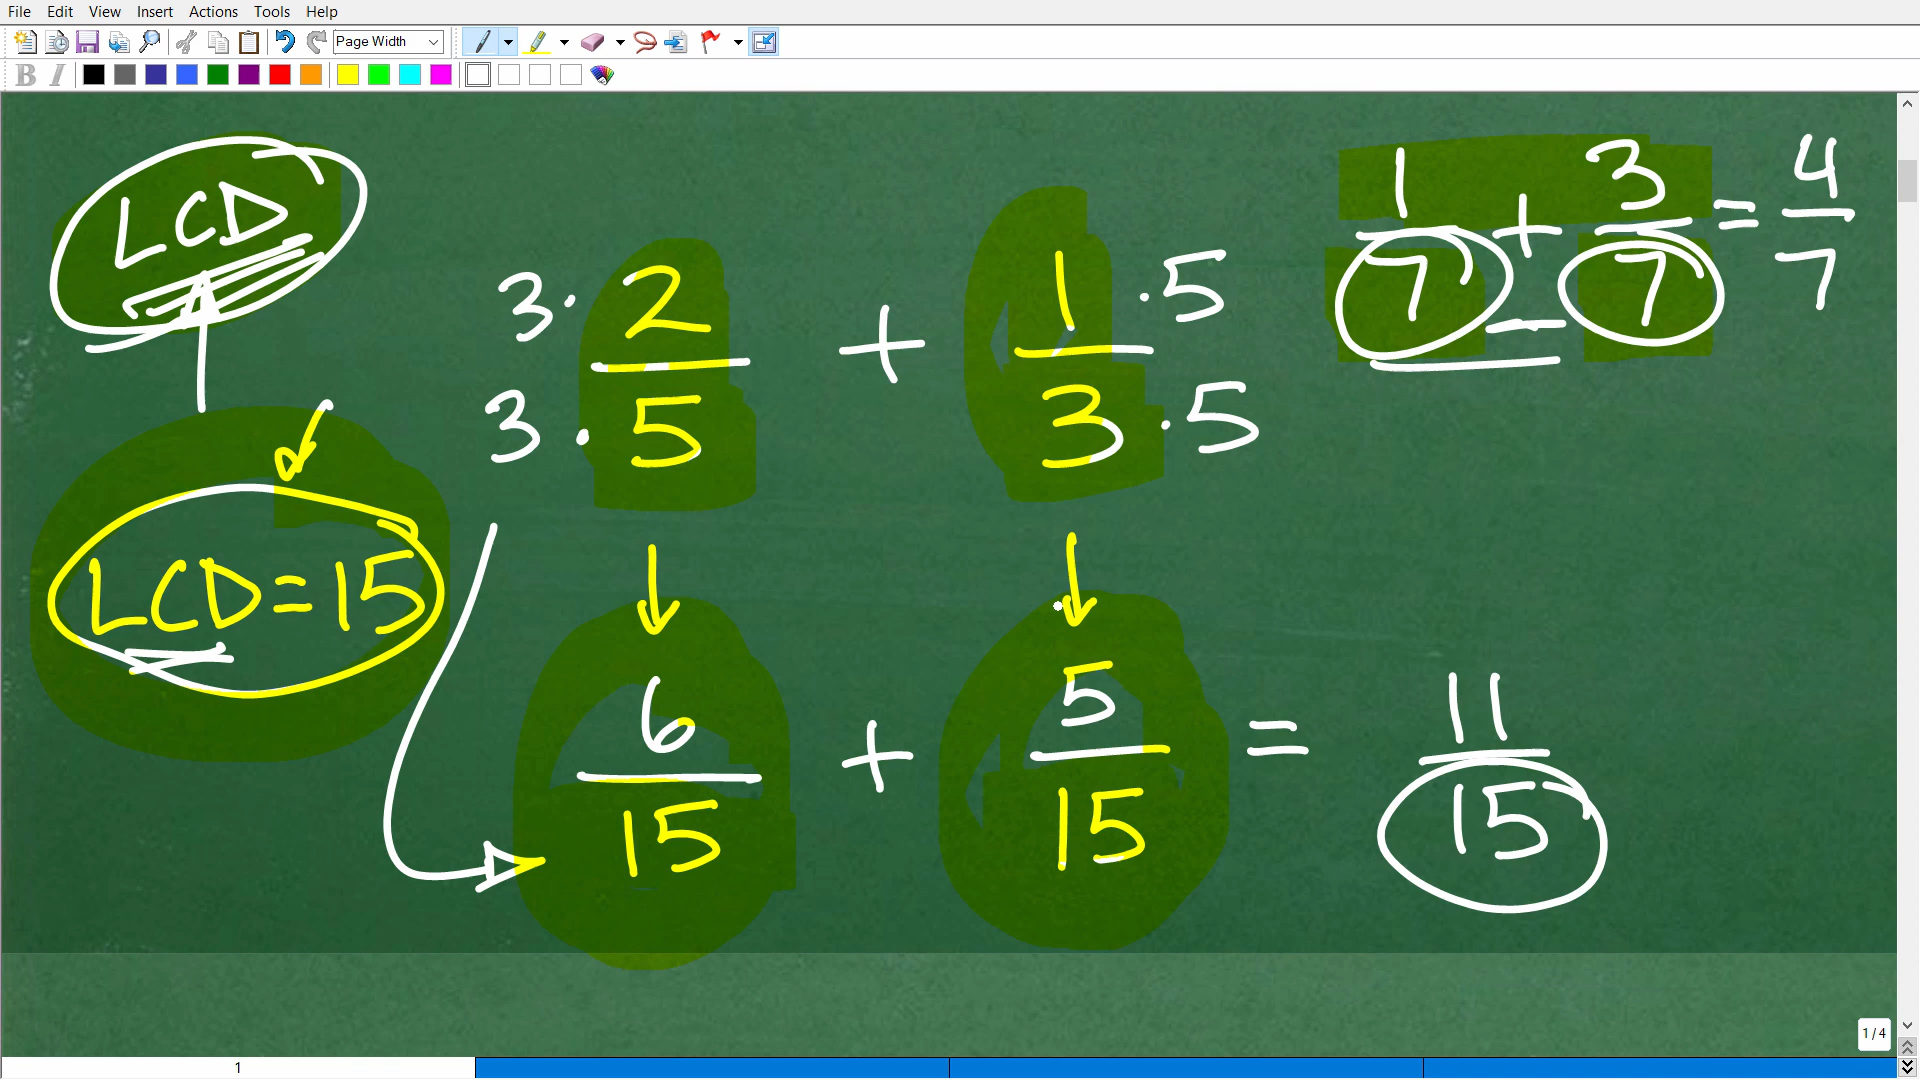 File Edit View Insert Actions Tools Help
Page Width
B I
LCD
3 · 2/5 + 1/3 · 5
3 · 5
1/7 + 3/7 = 4/7
LCD = 15
6/15 + 5/15 = 11/15
1 / 4
1